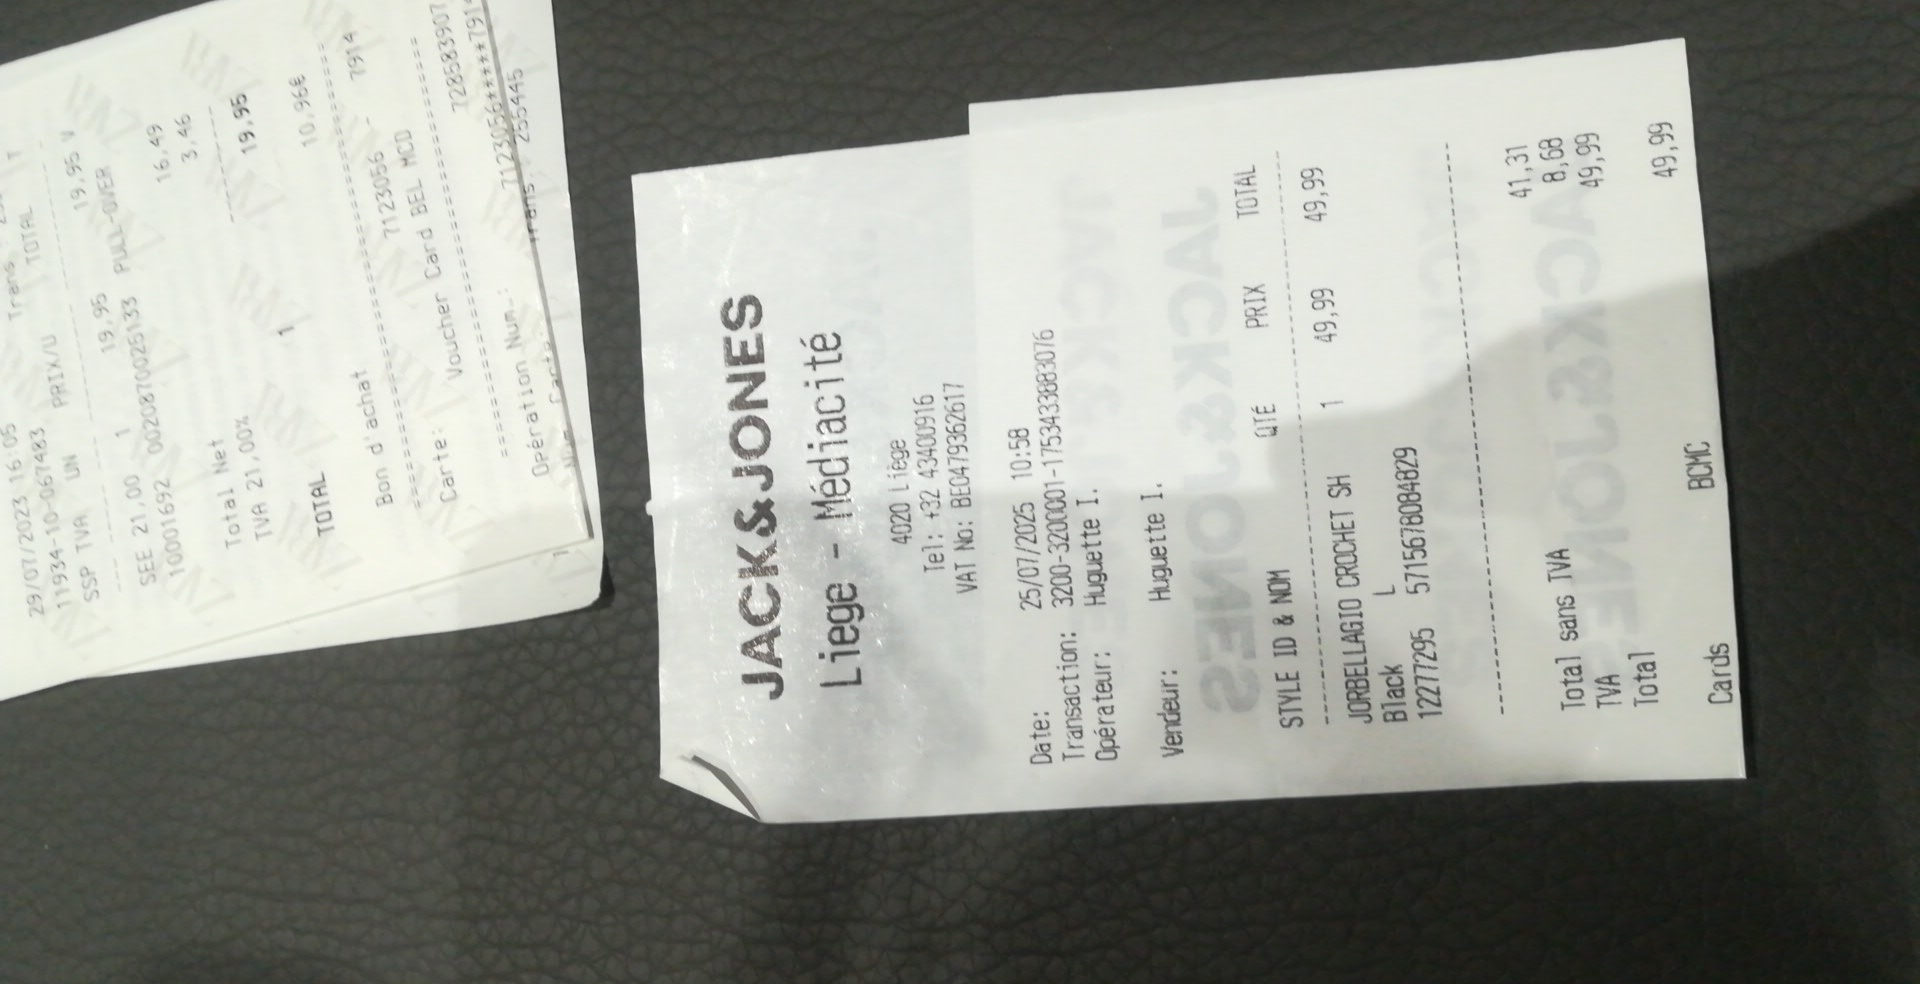 29/07/2023 16:05 Trans
11934-10-067483
SSP TVA UN PRIX/U TOTAL
SEE 21,00 1 19,95 19,95 V
10001692 00208700025133 PULL-OVER
Total Net 16,49
TVA 21,00% 3,46
TOTAL 1 19,95
10,96€
Bon d'achat 7123056 - 7914
Carte: Voucher Card BEL MCD
728583907
Opération Num.: 7123056******791
Trans 255445
JACK&JONES
Liege - Médiacité
4020 Liège
Tel: +32 43400916
VAT No: BE0479362617
Date: 25/07/2025 10:58
Transaction: 3200-3200001-1753433883076
Opérateur: Huguette I.
Vendeur: Huguette I.
STYLE ID & NOM QTÉ PRIX TOTAL
JORBELLAGIO CROCHET SH 1 49,99 49,99
Black L
12277295 5715678084829
Total sans TVA 41,31
TVA 8,68
Total 49,99
Cards BCMC 49,99